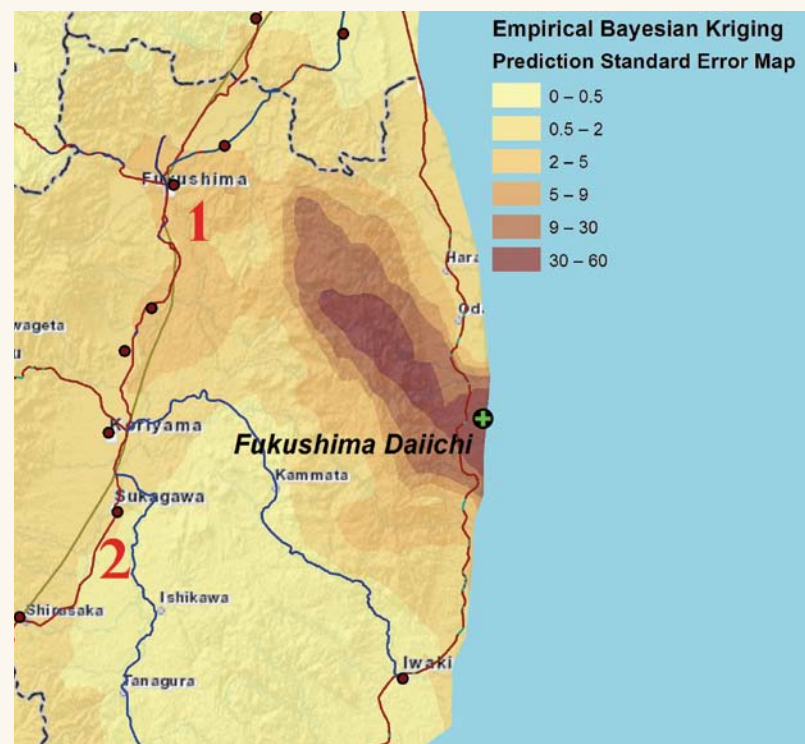 Empirical Bayesian Kriging
Prediction Standard Error Map
0 – 0.5
0.5 – 2
2 – 5
5 – 9
9 – 30
30 – 60
Fukushima
1
Hara
Oda
wageta
u
Koriyama
Fukushima Daiichi
Kammata
Sukagawa
2
Ishikawa
Shirasaka
Iwaki
Tanagura